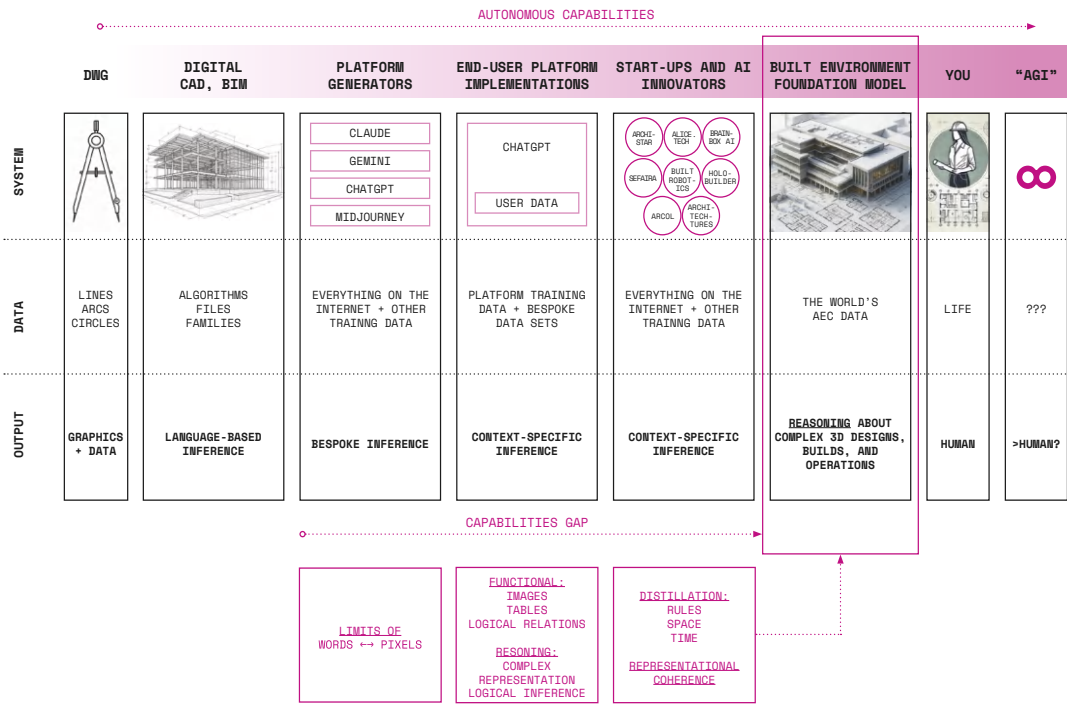 AUTONOMOUS CAPABILITIES
DWG
DIGITAL
CAD, BIM
PLATFORM
GENERATORS
END-USER PLATFORM
IMPLEMENTATIONS
START-UPS AND AI
INNOVATORS
BUILT ENVIRONMENT
FOUNDATION MODEL
YOU
“AGI”
SYSTEM
CLAUDE
GEMINI
CHATGPT
MIDJOURNEY
CHATGPT
USER DATA
ARCHI-
STAR
ALICE.
TECH
BRAIN-
BOX AI
SEFAIRA
BUILT
ROBOT-
ICS
HOLO-
BUILDER
ARCOL
ARCHI-
TECH-
TURES
∞
DATA
LINES
ARCS
CIRCLES
ALGORITHMS
FILES
FAMILIES
EVERYTHING ON THE
INTERNET + OTHER
TRAINNG DATA
PLATFORM TRAINING
DATA + BESPOKE
DATA SETS
EVERYTHING ON THE
INTERNET + OTHER
TRAINNG DATA
THE WORLD’S
AEC DATA
LIFE
???
OUTPUT
GRAPHICS
+ DATA
LANGUAGE-BASED
INFERENCE
BESPOKE INFERENCE
CONTEXT-SPECIFIC
INFERENCE
CONTEXT-SPECIFIC
INFERENCE
REASONING ABOUT
COMPLEX 3D DESIGNS,
BUILDS, AND
OPERATIONS
HUMAN
>HUMAN?
CAPABILITIES GAP
LIMITS OF
WORDS ↔ PIXELS
FUNCTIONAL:
IMAGES
TABLES
LOGICAL RELATIONS
RESONING:
COMPLEX
REPRESENTATION
LOGICAL INFERENCE
DISTILLATION:
RULES
SPACE
TIME
REPRESENTATIONAL
COHERENCE